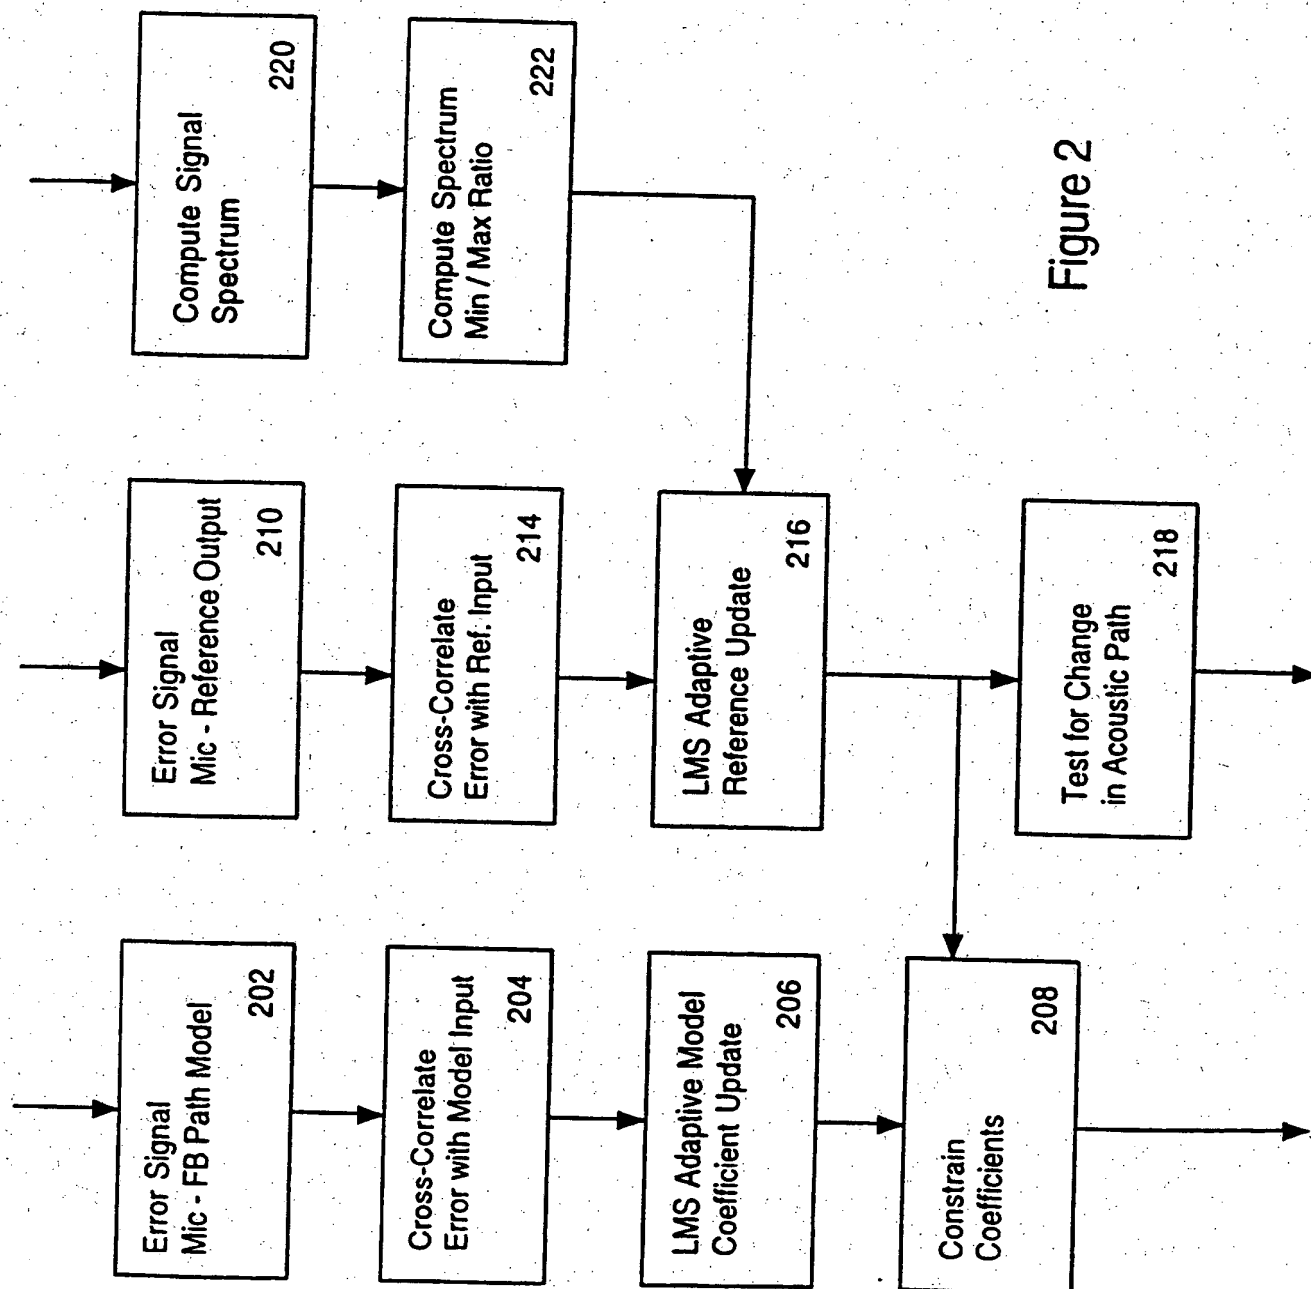 Error Signal
Mic - FB Path Model
202
Cross-Correlate
Error with Model Input
204
LMS Adaptive Model
Coefficient Update
206
Constrain
Coefficients
208
Error Signal
Mic - Reference Output
210
Cross-Correlate
Error with Ref. Input
214
LMS Adaptive
Reference Update
216
Test for Change
in Acoustic Path
218
Compute Signal
Spectrum
220
Compute Spectrum
Min / Max Ratio
222
Figure 2